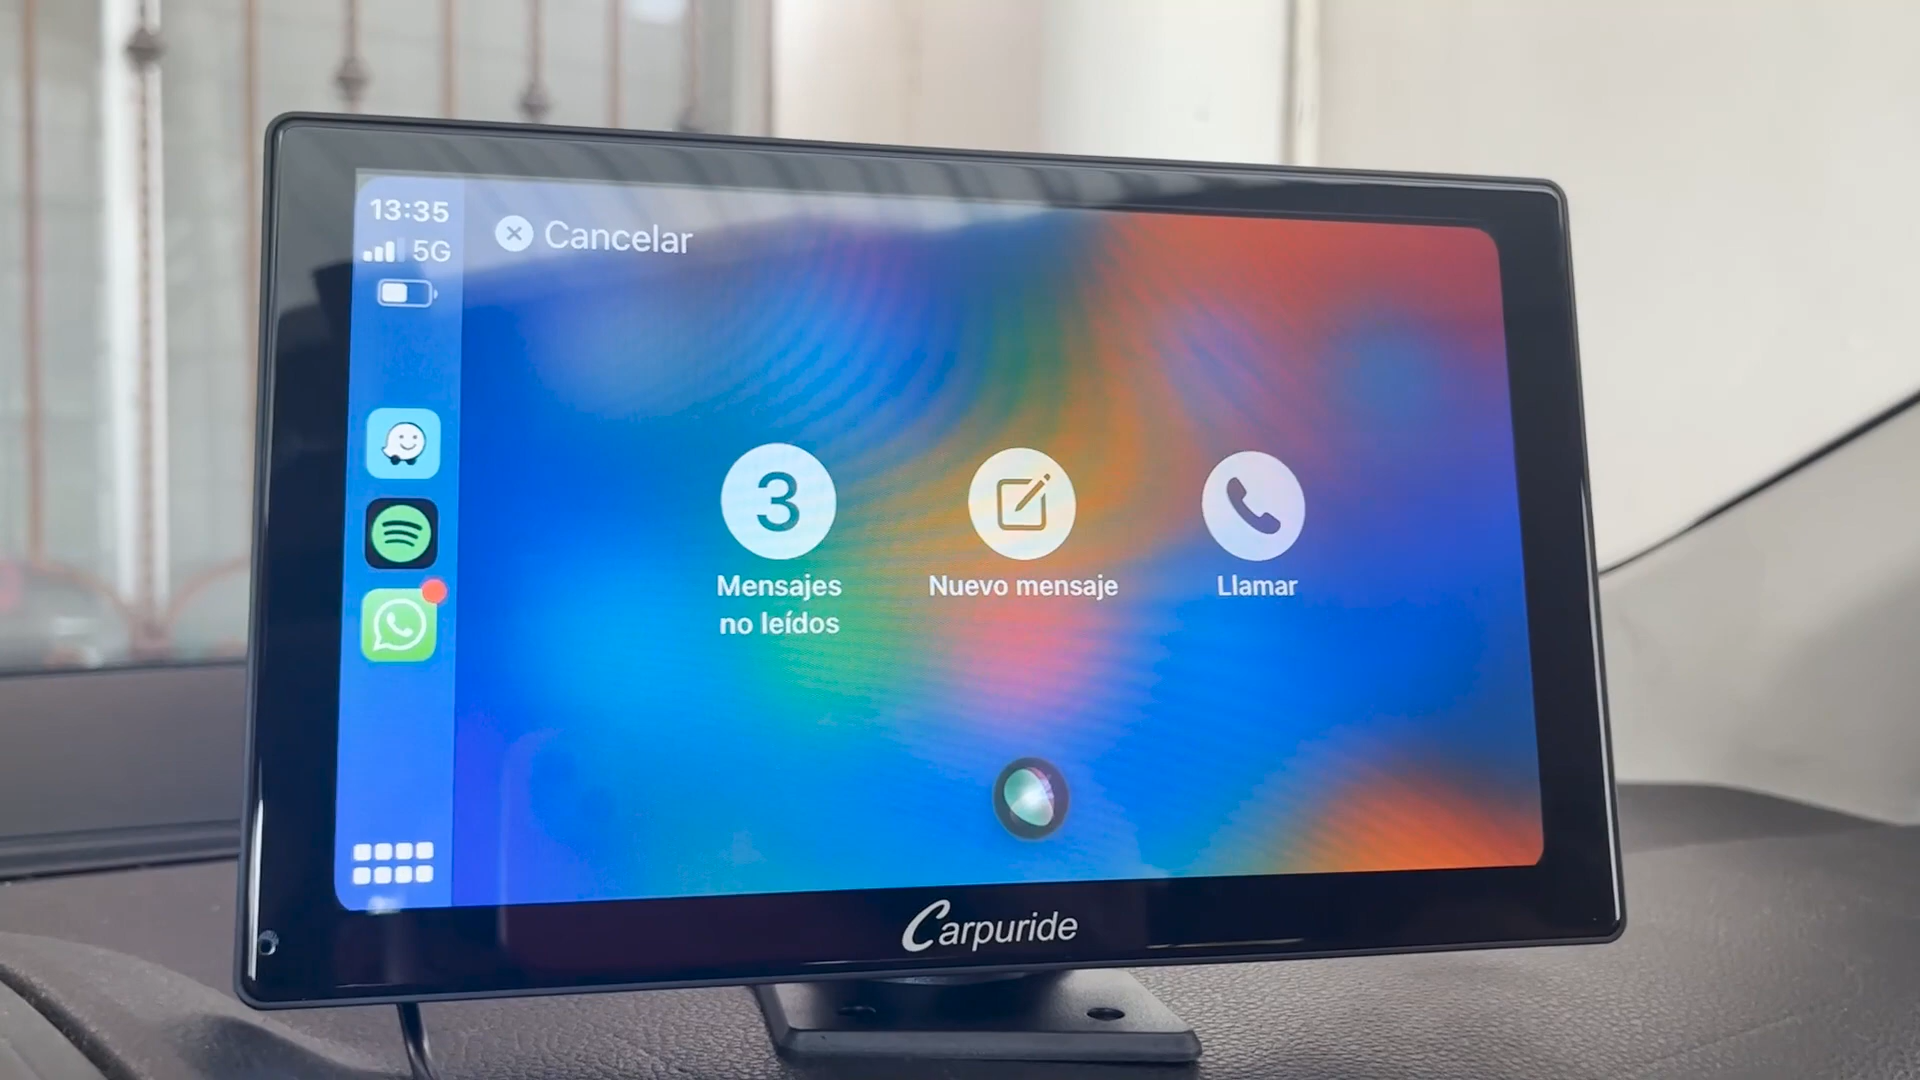 13:35
5G
Cancelar
3
Mensajes
no leídos
Nuevo mensaje
Llamar
Carpuride